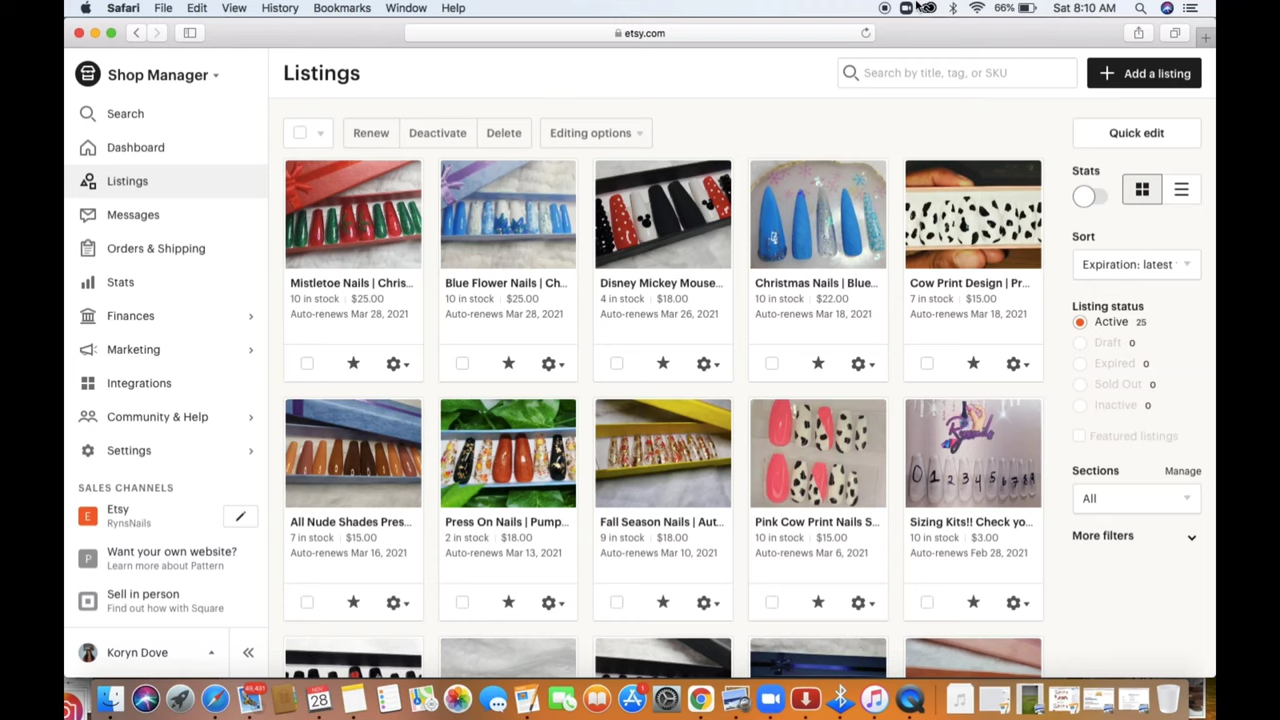 Safari File Edit View History Bookmarks Window Help 66% Sat 8:10 AM
etsy.com
Shop Manager
Search
Dashboard
Listings
Messages
Orders & Shipping
Stats
Finances
Marketing
Integrations
Community & Help
Settings
SALES CHANNELS
E Etsy
RynsNails
P Want your own website?
Learn more about Pattern
Sell in person
Find out how with Square
Koryn Dove
Listings
Search by title, tag, or SKU
Add a listing
Renew Deactivate Delete Editing options
Quick edit
Mistletoe Nails | Chris...
10 in stock $25.00
Auto-renews Mar 28, 2021
Blue Flower Nails | Ch...
10 in stock $25.00
Auto-renews Mar 28, 2021
Disney Mickey Mouse...
4 in stock $18.00
Auto-renews Mar 26, 2021
Christmas Nails | Blue...
10 in stock $22.00
Auto-renews Mar 18, 2021
Cow Print Design | Pr...
7 in stock $15.00
Auto-renews Mar 18, 2021
All Nude Shades Pres...
7 in stock $15.00
Auto-renews Mar 16, 2021
Press On Nails | Pump...
2 in stock $18.00
Auto-renews Mar 13, 2021
Fall Season Nails | Aut...
9 in stock $18.00
Auto-renews Mar 10, 2021
Pink Cow Print Nails S...
10 in stock $15.00
Auto-renews Mar 6, 2021
0 1 2 3 4 5 6 7 8
Sizing Kits!! Check yo...
10 in stock $3.00
Auto-renews Feb 28, 2021
Stats
Sort
Expiration: latest
Listing status
Active 25
Draft 0
Expired 0
Sold Out 0
Inactive 0
Featured listings
Sections Manage
All
More filters
49,431
NOV
28